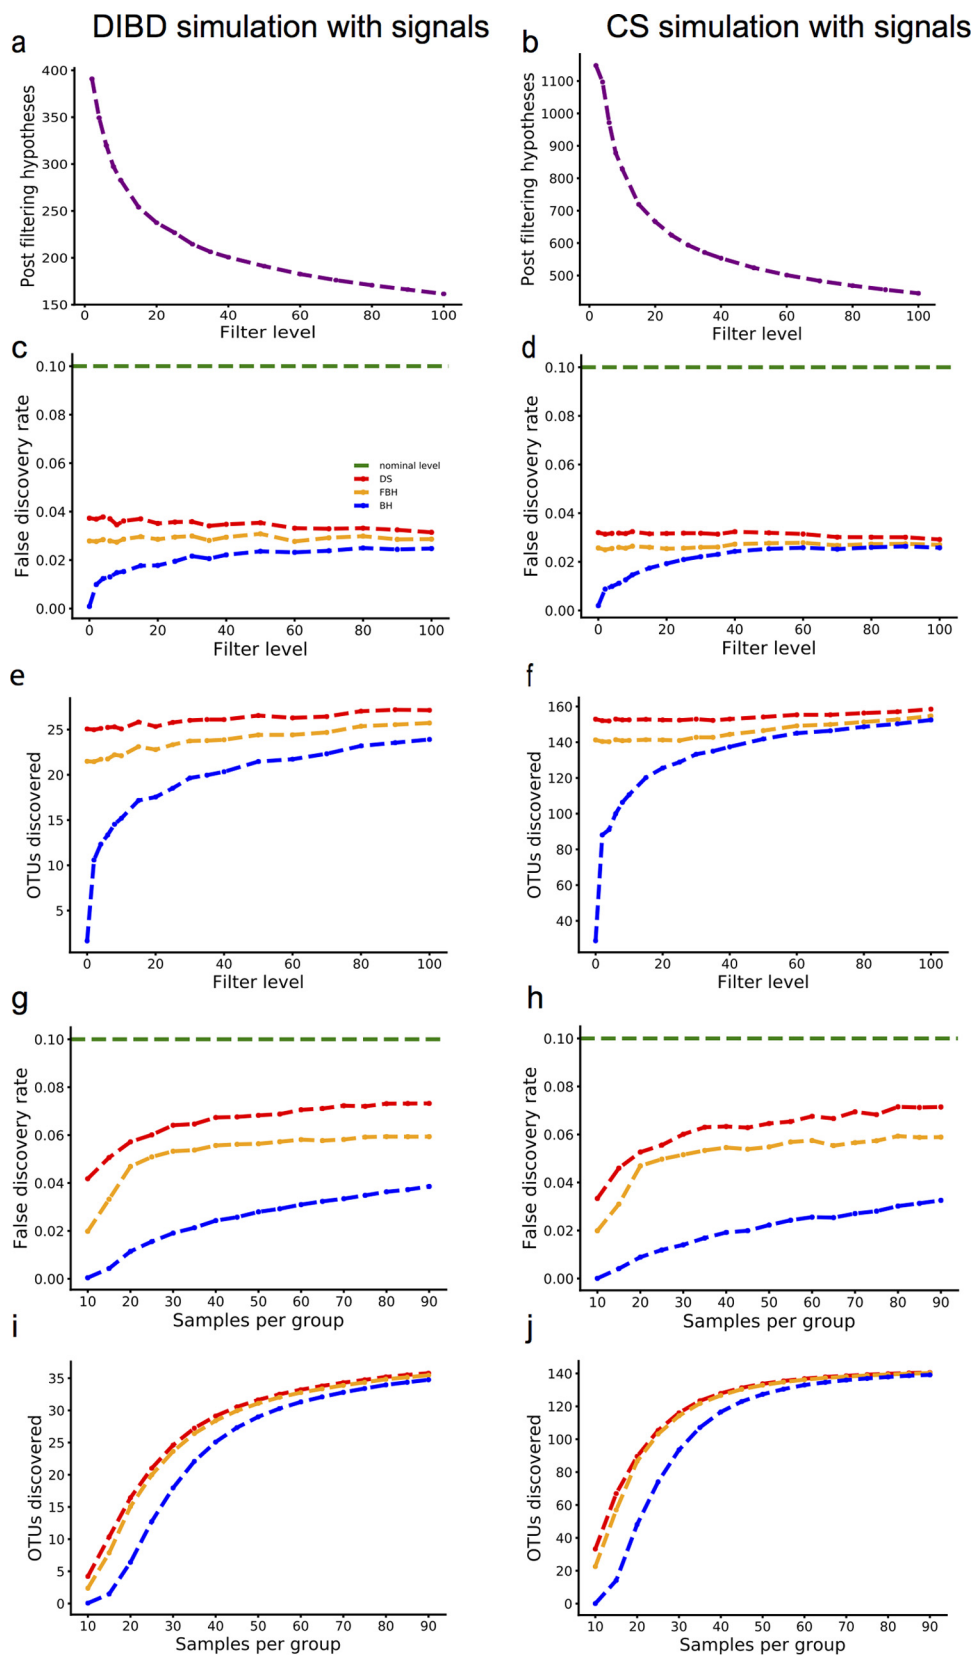 DIBD simulation with signals
CS simulation with signals
a
400
350
300
250
200
150
Post filtering hypotheses
0 20 40 60 80 100
Filter level
b
1100
1000
900
800
700
600
500
Post filtering hypotheses
0 20 40 60 80 100
Filter level
c
0.10
0.08
0.06
0.04
0.02
0.00
False discovery rate
nominal level
DS
FBH
BH
0 20 40 60 80 100
Filter level
d
0.10
0.08
0.06
0.04
0.02
0.00
False discovery rate
0 20 40 60 80 100
Filter level
e
25
20
15
10
5
OTUs discovered
0 20 40 60 80 100
Filter level
f
160
140
120
100
80
60
40
OTUs discovered
0 20 40 60 80 100
Filter level
g
0.10
0.08
0.06
0.04
0.02
0.00
False discovery rate
10 20 30 40 50 60 70 80 90
Samples per group
h
0.10
0.08
0.06
0.04
0.02
0.00
False discovery rate
10 20 30 40 50 60 70 80 90
Samples per group
i
35
30
25
20
15
10
5
0
OTUs discovered
10 20 30 40 50 60 70 80 90
Samples per group
j
140
120
100
80
60
40
20
0
OTUs discovered
10 20 30 40 50 60 70 80 90
Samples per group